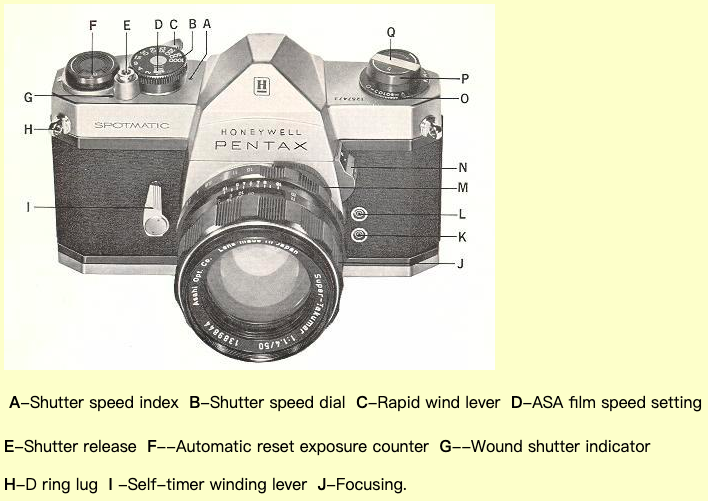 F E D C B A Q
P
O
G
H
SPOTMATIC
H
HONEYWELL
PENTAX
N
M
I
L
K
J
Lens made in Japan
Asahi Opt. Co.
Super-Takumar 1:1.4/50
1389844
A–Shutter speed index B–Shutter speed dial C–Rapid wind lever D–ASA film speed setting
E–Shutter release F––Automatic reset exposure counter G––Wound shutter indicator
H–D ring lug I –Self–timer winding lever J–Focusing.